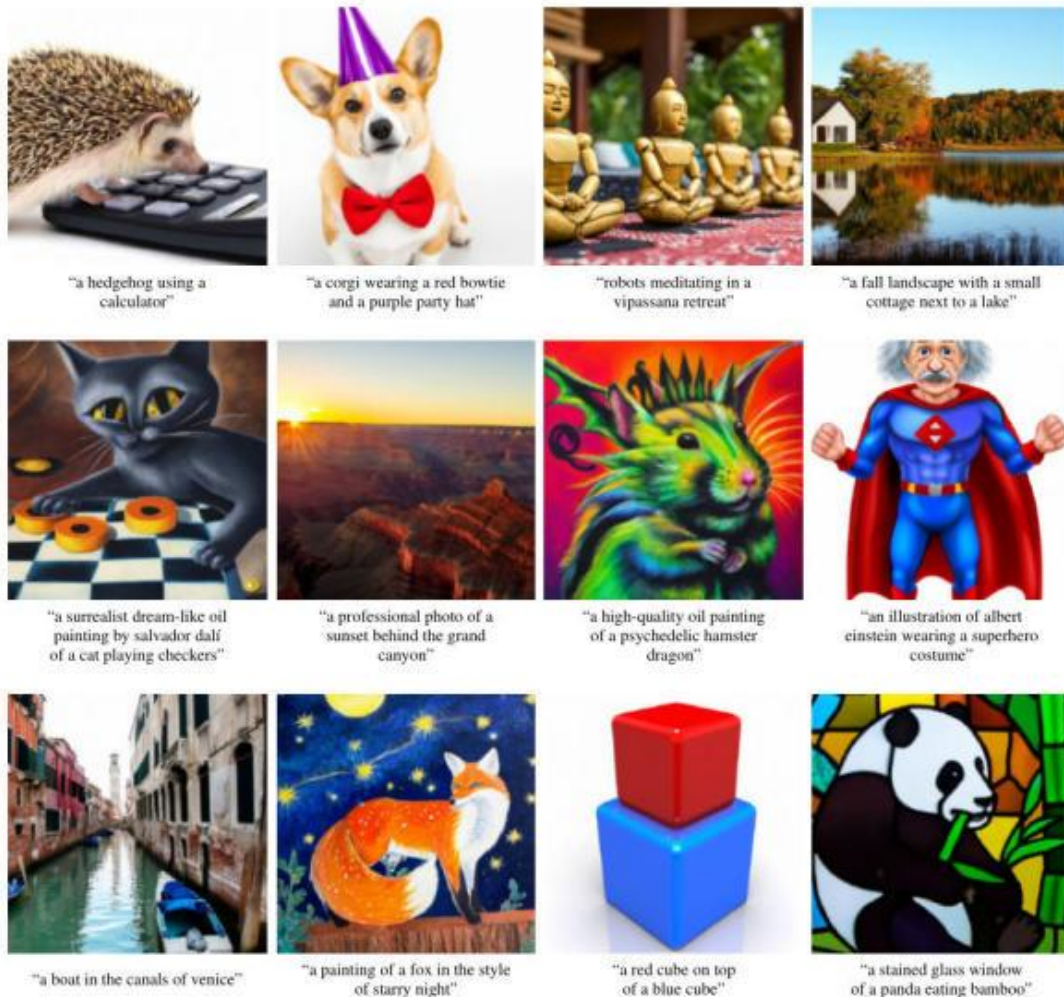 “a hedgehog using a
calculator”
“a corgi wearing a red bowtie
and a purple party hat”
“robots meditating in a
vipassana retreat”
“a fall landscape with a small
cottage next to a lake”
“a surrealist dream-like oil
painting by salvador dalí
of a cat playing checkers”
“a professional photo of a
sunset behind the grand
canyon”
“a high-quality oil painting
of a psychedelic hamster
dragon”
“an illustration of albert
einstein wearing a superhero
costume”
“a boat in the canals of venice”
“a painting of a fox in the style
of starry night”
“a red cube on top
of a blue cube”
“a stained glass window
of a panda eating bamboo”